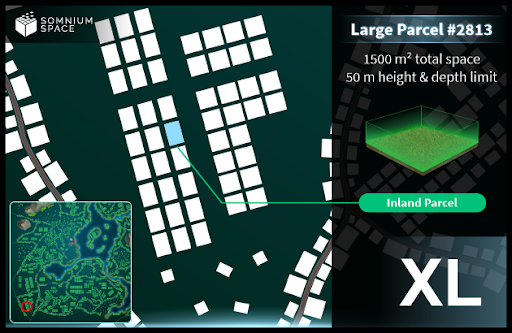 SOMNIUM
SPACE
Large Parcel #2813
1500 m² total space
50 m height & depth limit
Inland Parcel
XL